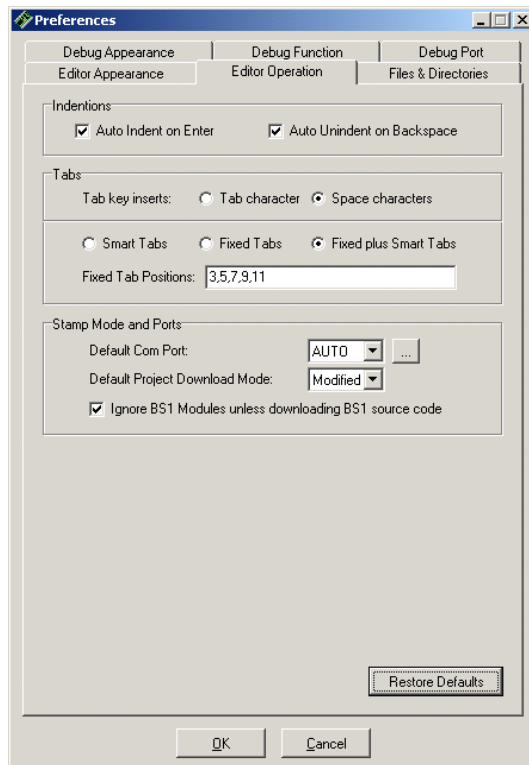 Preferences
Debug Appearance Debug Function Debug Port
Editor Appearance Editor Operation Files & Directories
Indentions
Auto Indent on Enter Auto Unindent on Backspace
Tabs
Tab key inserts: Tab character Space characters
Smart Tabs Fixed Tabs Fixed plus Smart Tabs
Fixed Tab Positions: 3,5,7,9,11
Stamp Mode and Ports
Default Com Port: AUTO ...
Default Project Download Mode: Modified
Ignore BS1 Modules unless downloading BS1 source code
Restore Defaults
OK Cancel